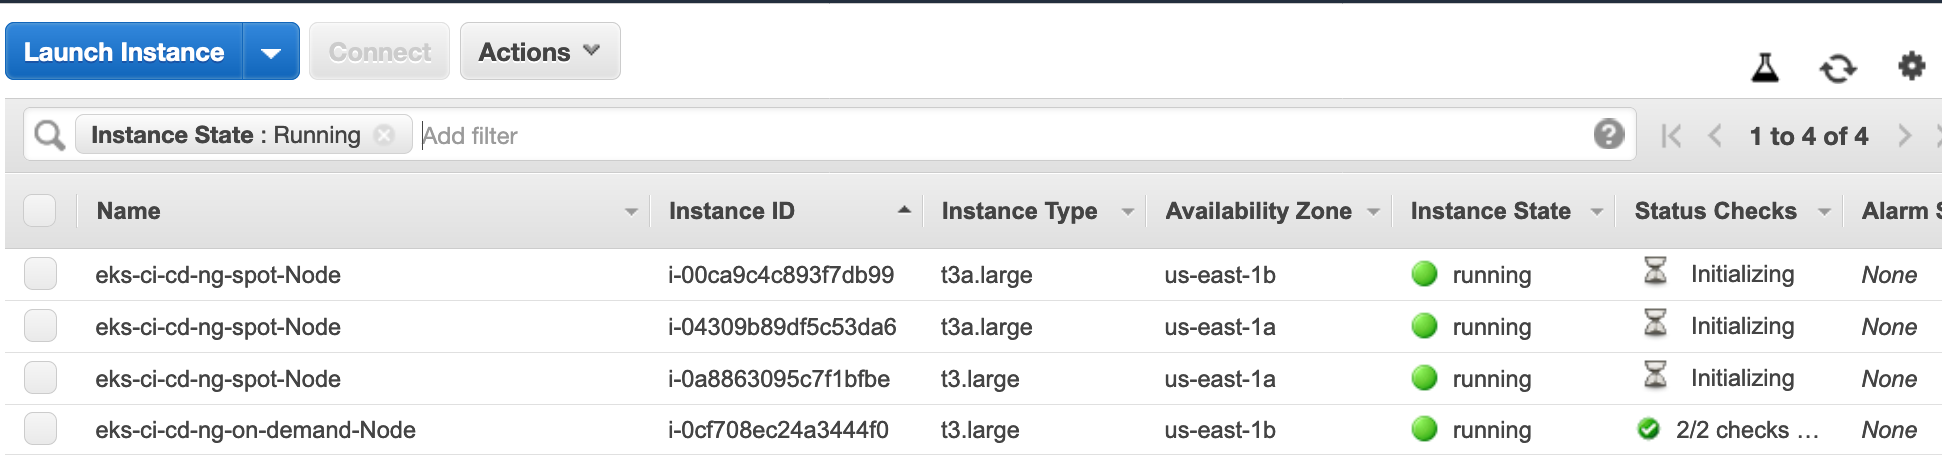 Launch Instance Connect Actions
Instance State : Running Add filter 1 to 4 of 4
Name Instance ID Instance Type Availability Zone Instance State Status Checks Alarm S
eks-ci-cd-ng-spot-Node i-00ca9c4c893f7db99 t3a.large us-east-1b running Initializing None
eks-ci-cd-ng-spot-Node i-04309b89df5c53da6 t3a.large us-east-1a running Initializing None
eks-ci-cd-ng-spot-Node i-0a8863095c7f1bfbe t3.large us-east-1a running Initializing None
eks-ci-cd-ng-on-demand-Node i-0cf708ec24a3444f0 t3.large us-east-1b running 2/2 checks ... None